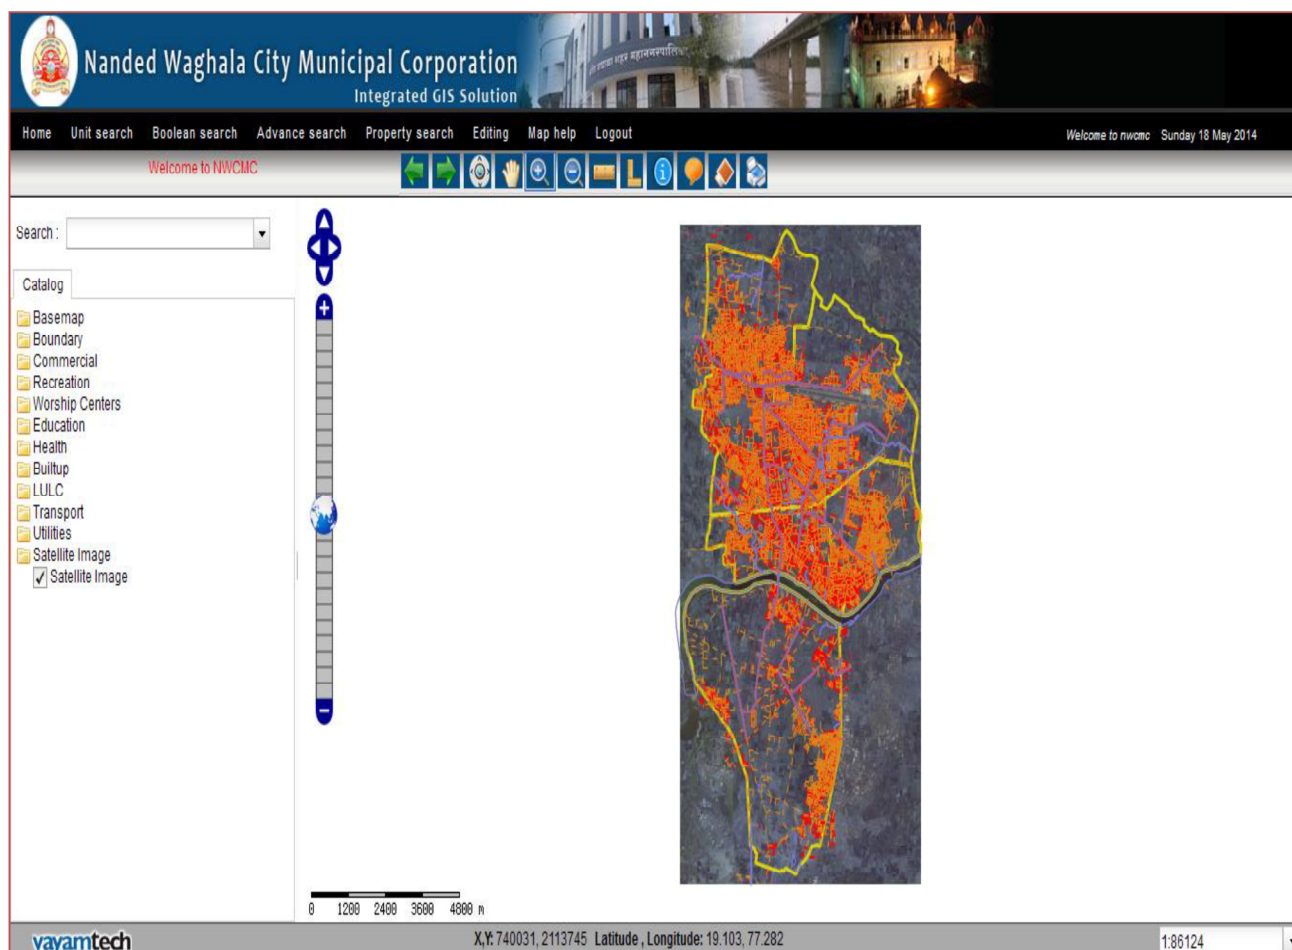 Nanded Waghala City Municipal Corporation
Integrated GIS Solution
Home Unit search Boolean search Advance search Property search Editing Map help Logout Welcome to nwcmc Sunday 18 May 2014
Welcome to NWCMC
Search :
Catalog
Basemap
Boundary
Commercial
Recreation
Worship Centers
Education
Health
Builtup
LULC
Transport
Utilities
Satellite Image
Satellite Image
0 1200 2400 3600 4800 m
X,Y: 740031, 2113745 Latitude , Longitude: 19.103, 77.282
1:86124
vayamtech